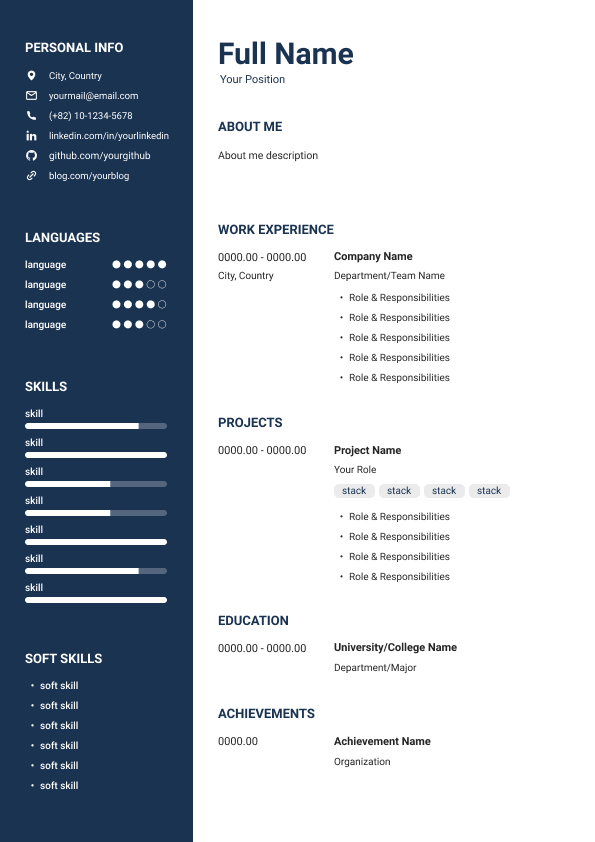 PERSONAL INFO
City, Country
yourmail@email.com
(+82) 10-1234-5678
linkedin.com/in/yourlinkedin
github.com/yourgithub
blog.com/yourblog
LANGUAGES
language
language
language
language
SKILLS
skill
skill
skill
skill
skill
skill
skill
SOFT SKILLS
• soft skill
• soft skill
• soft skill
• soft skill
• soft skill
• soft skill
Full Name
Your Position
ABOUT ME
About me description
WORK EXPERIENCE
0000.00 - 0000.00
City, Country
Company Name
Department/Team Name
• Role & Responsibilities
• Role & Responsibilities
• Role & Responsibilities
• Role & Responsibilities
• Role & Responsibilities
PROJECTS
0000.00 - 0000.00
Project Name
Your Role
stack stack stack stack
• Role & Responsibilities
• Role & Responsibilities
• Role & Responsibilities
• Role & Responsibilities
EDUCATION
0000.00 - 0000.00
University/College Name
Department/Major
ACHIEVEMENTS
0000.00
Achievement Name
Organization